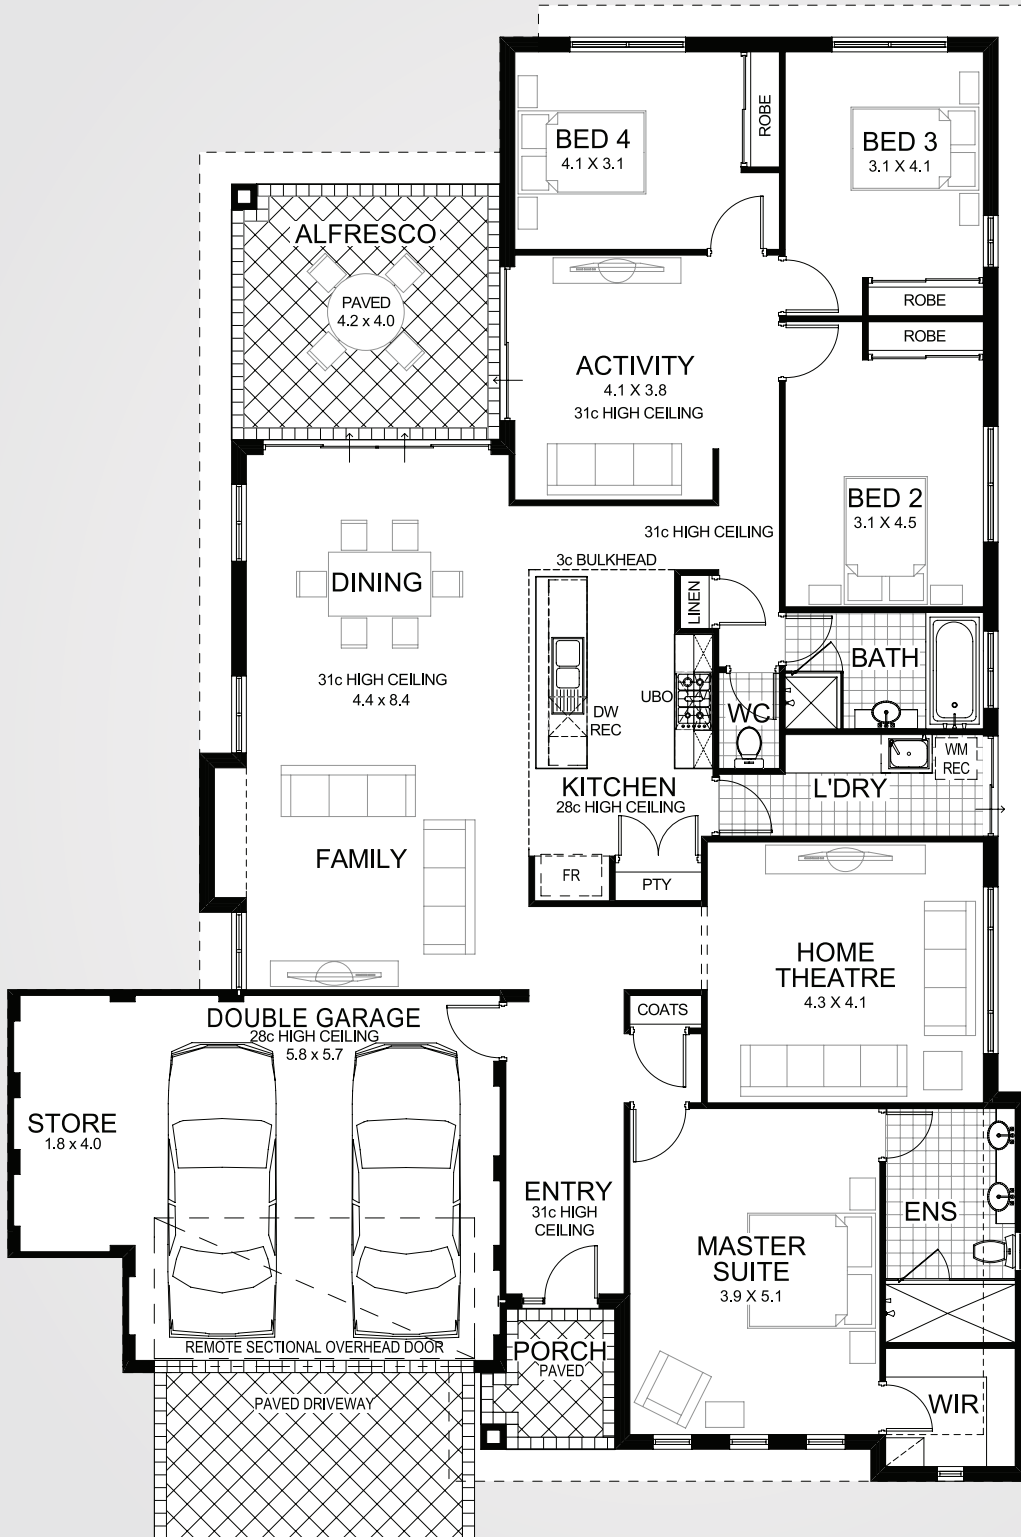 BED 4
4.1 X 3.1
ROBE
BED 3
3.1 X 4.1
ROBE
ALFRESCO
PAVED
4.2 x 4.0
ACTIVITY
4.1 X 3.8
31c HIGH CEILING
ROBE
BED 2
3.1 X 4.5
31c HIGH CEILING
3c BULKHEAD
DINING
31c HIGH CEILING
4.4 x 8.4
LINEN
UBO
DW
REC
KITCHEN
28c HIGH CEILING
FR
PTY
WC
BATH
WM
REC
L'DRY
FAMILY
HOME
THEATRE
4.3 X 4.1
COATS
DOUBLE GARAGE
28c HIGH CEILING
5.8 x 5.7
STORE
1.8 x 4.0
ENTRY
31c HIGH
CEILING
MASTER
SUITE
3.9 X 5.1
ENS
WIR
REMOTE SECTIONAL OVERHEAD DOOR
PORCH
PAVED
PAVED DRIVEWAY